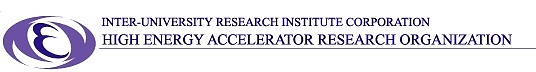 INTER-UNIVERSITY RESEARCH INSTITUTE CORPORATION
HIGH ENERGY ACCELERATOR RESEARCH ORGANIZATION